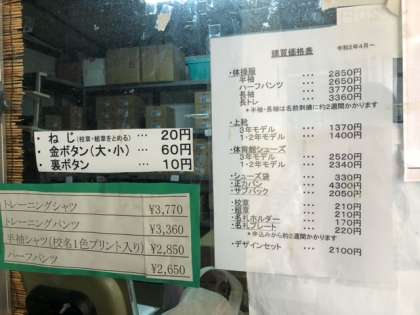 購買価格表
令和2年4月～
・体操服
半袖 … 2850円
ハーフパンツ … 2650円
長袖 … 3770円
長トレ … 3360円
*半袖・長袖は名前刺繍に約2週間かかります
・上靴
3年モデル … 1370円
1・2年モデル … 1400円
・体育館シューズ
3年モデル … 2520円
1・2年モデル … 2340円
・シューズ袋 … 330円
・正カバン … 4300円
・サブバック … 2050円
・校章 … 210円
・組章 … 210円
・名札ホルダー … 170円
・名札プレート … 220円
*申込みから約2週間かかります
・デザインセット … 2100円
・ねじ(校章・組章をとめる) … 20円
・金ボタン(大・小) … 60円
・裏ボタン … 10円
トレーニングシャツ ¥3,770
トレーニングパンツ ¥3,360
半袖シャツ(校名1色プリント入り) ¥2,850
ハーフパンツ ¥2,650